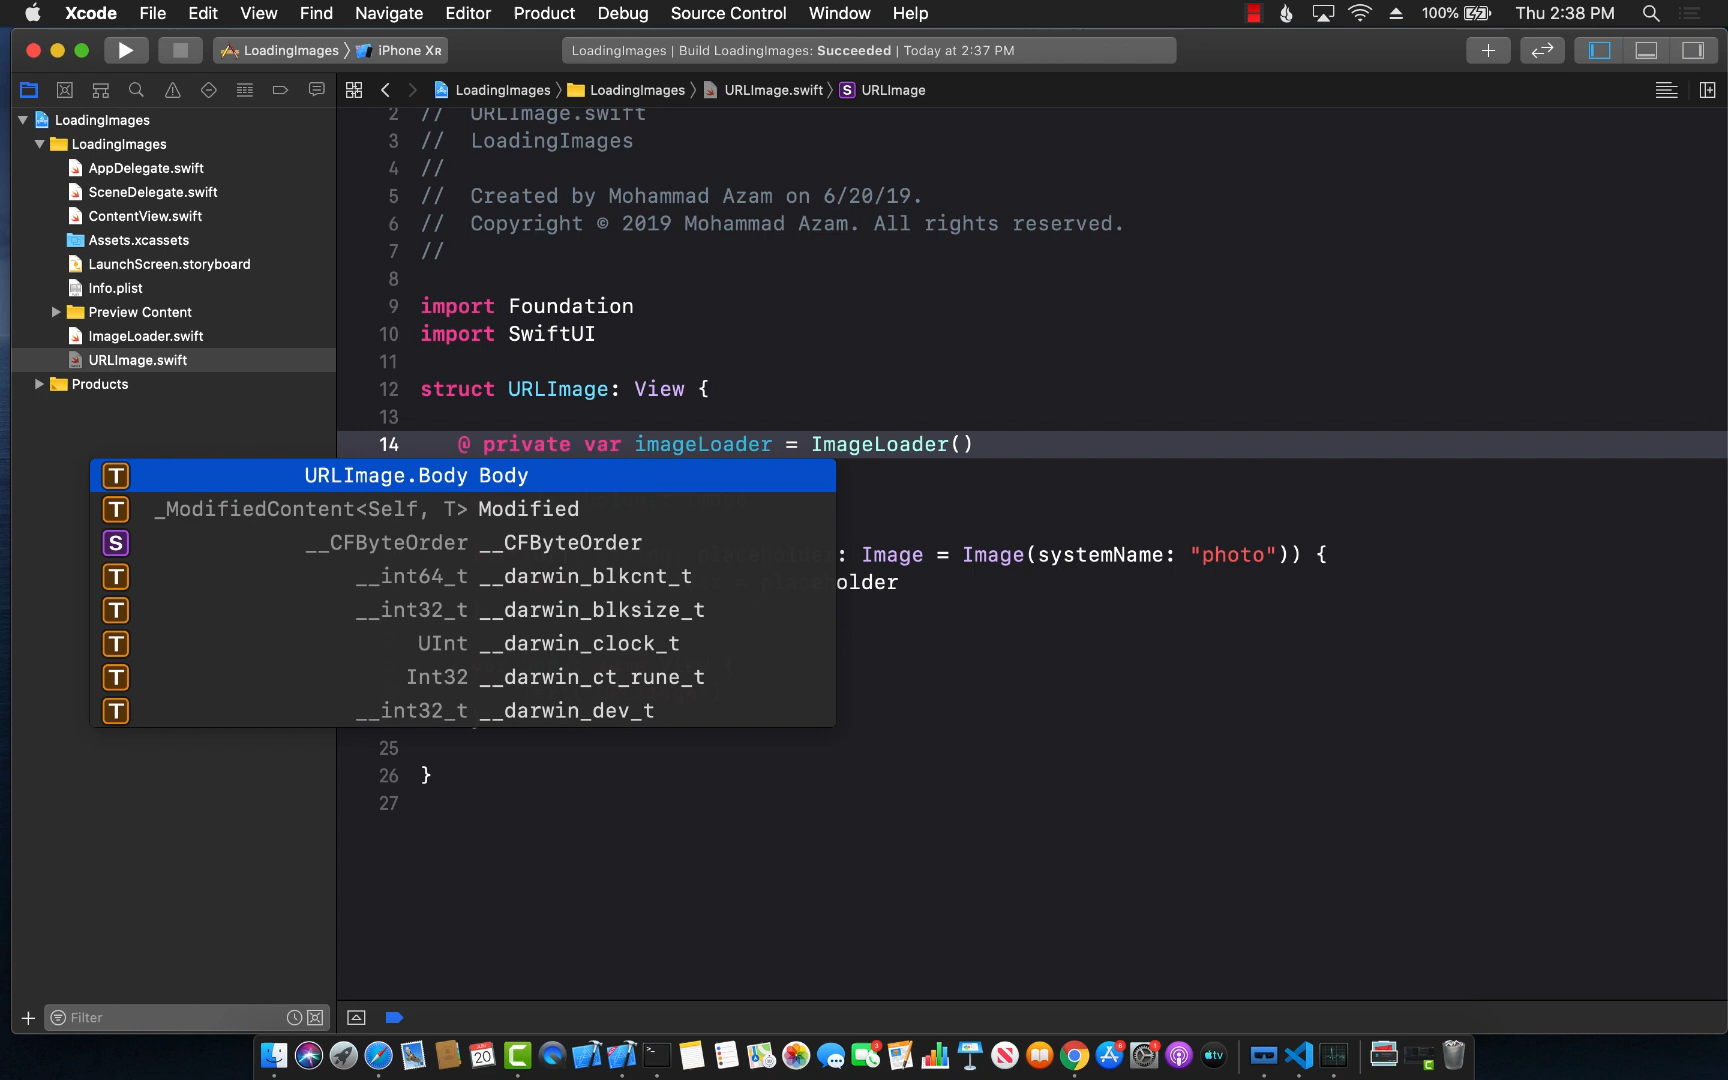 Xcode File Edit View Find Navigate Editor Product Debug Source Control Window Help 100% Thu 2:38 PM
LoadingImages iPhone XR LoadingImages | Build LoadingImages: Succeeded | Today at 2:37 PM
LoadingImages LoadingImages URLImage.swift S URLImage
LoadingImages
LoadingImages
AppDelegate.swift
SceneDelegate.swift
ContentView.swift
Assets.xcassets
LaunchScreen.storyboard
Info.plist
Preview Content
ImageLoader.swift
URLImage.swift
Products
Filter
2 // URLImage.swift
3 // LoadingImages
4 //
5 // Created by Mohammad Azam on 6/20/19.
6 // Copyright © 2019 Mohammad Azam. All rights reserved.
7 //
8
9 import Foundation
10 import SwiftUI
11
12 struct URLImage: View {
13
14 @ private var imageLoader = ImageLoader()
T URLImage.Body Body
T _ModifiedContent<Self, T> Modified
S __CFByteOrder __CFByteOrder
T __int64_t __darwin_blkcnt_t
T __int32_t __darwin_blksize_t
T UInt __darwin_clock_t
T Int32 __darwin_ct_rune_t
T __int32_t __darwin_dev_t
: Image = Image(systemName: "photo")) {
= placeholder
25
26 }
27